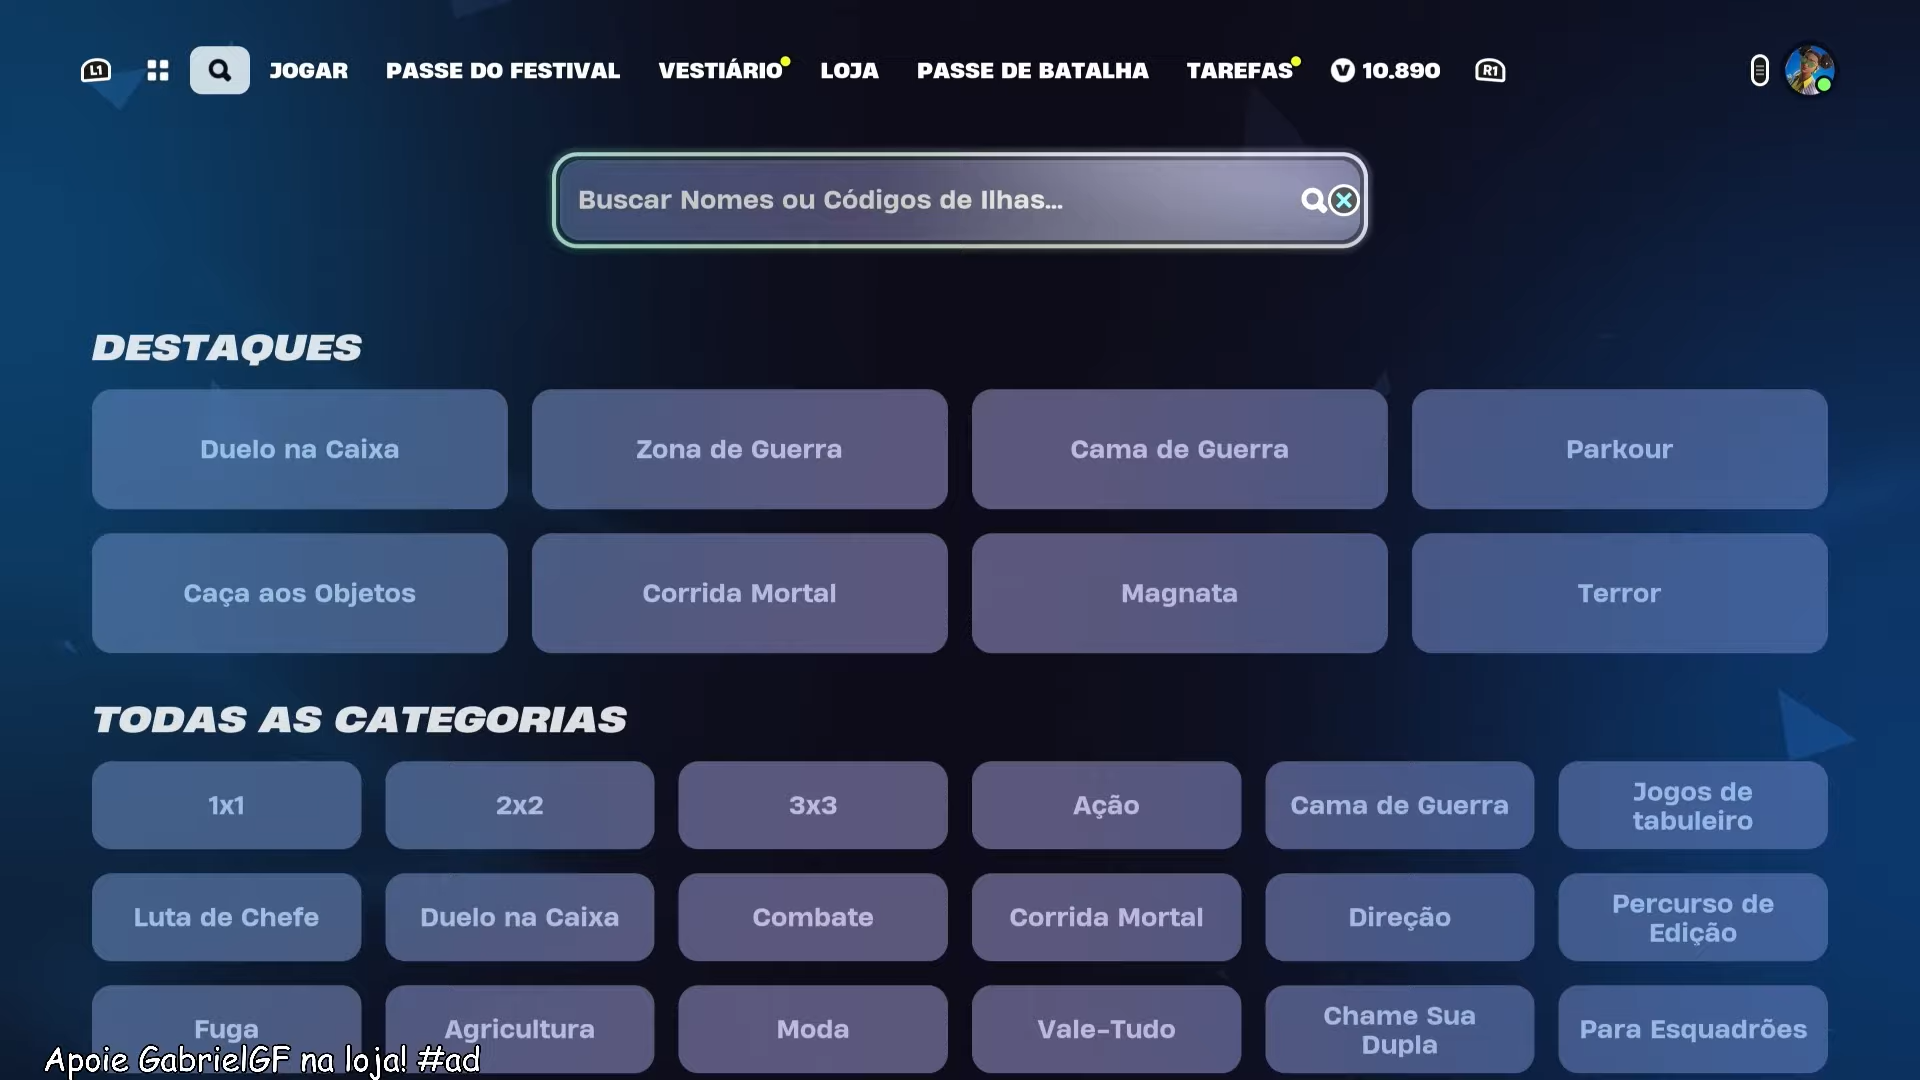 L1 JOGAR PASSE DO FESTIVAL VESTIÁRIO LOJA PASSE DE BATALHA TAREFAS V 10.890 R1
Buscar Nomes ou Códigos de Ilhas...
DESTAQUES
Duelo na Caixa
Zona de Guerra
Cama de Guerra
Parkour
Caça aos Objetos
Corrida Mortal
Magnata
Terror
TODAS AS CATEGORIAS
1x1
2x2
3x3
Ação
Cama de Guerra
Jogos de
tabuleiro
Luta de Chefe
Duelo na Caixa
Combate
Corrida Mortal
Direção
Percurso de
Edição
Fuga
Agricultura
Moda
Vale-Tudo
Chame Sua
Dupla
Para Esquadrões
Apoie GabrielGF na loja! #ad